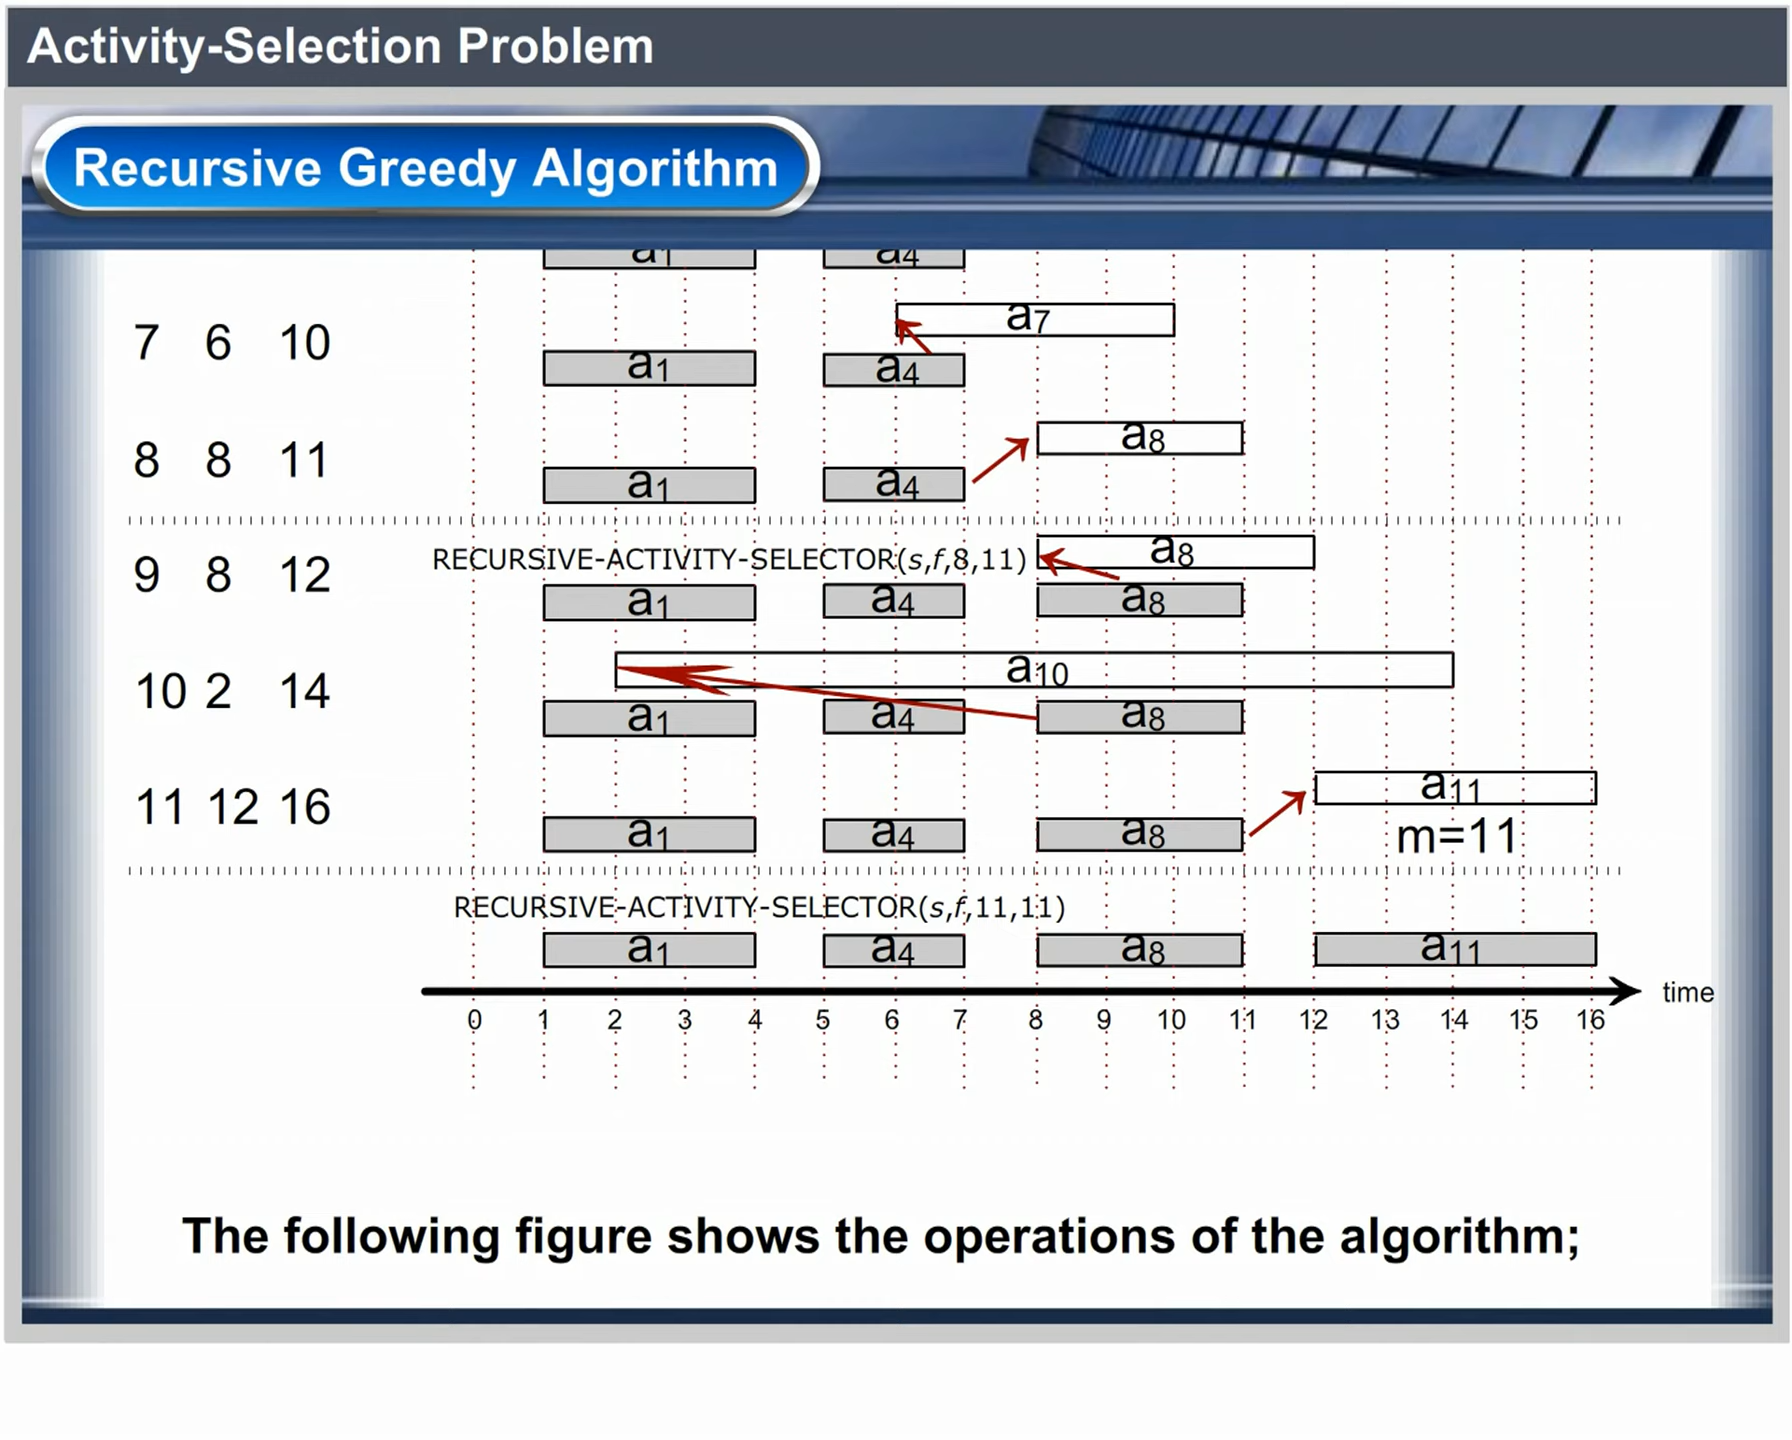 Activity-Selection Problem
Recursive Greedy Algorithm
a1 a4
a7
7 6 10
a1 a4
a8
8 8 11
a1 a4
RECURSIVE-ACTIVITY-SELECTOR(s,f,8,11) a8
9 8 12
a1 a4 a8
a10
10 2 14
a1 a4 a8
a11
11 12 16
a1 a4 a8 m=11
RECURSIVE-ACTIVITY-SELECTOR(s,f,11,11)
a1 a4 a8 a11
time
0 1 2 3 4 5 6 7 8 9 10 11 12 13 14 15 16
The following figure shows the operations of the algorithm;